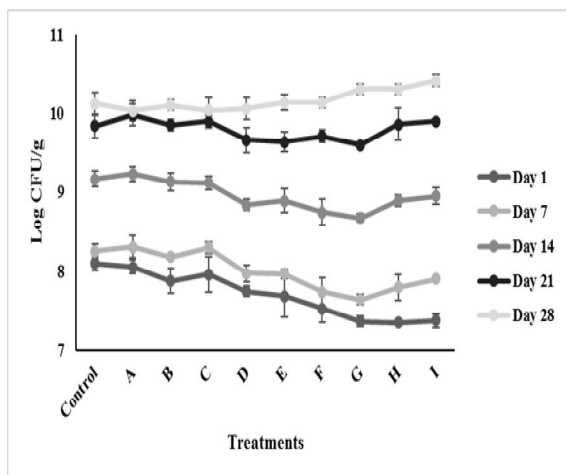 11
10
9
8
7
Log CFU/g
Control A B C D E F G H I
Treatments
Day 1
Day 7
Day 14
Day 21
Day 28